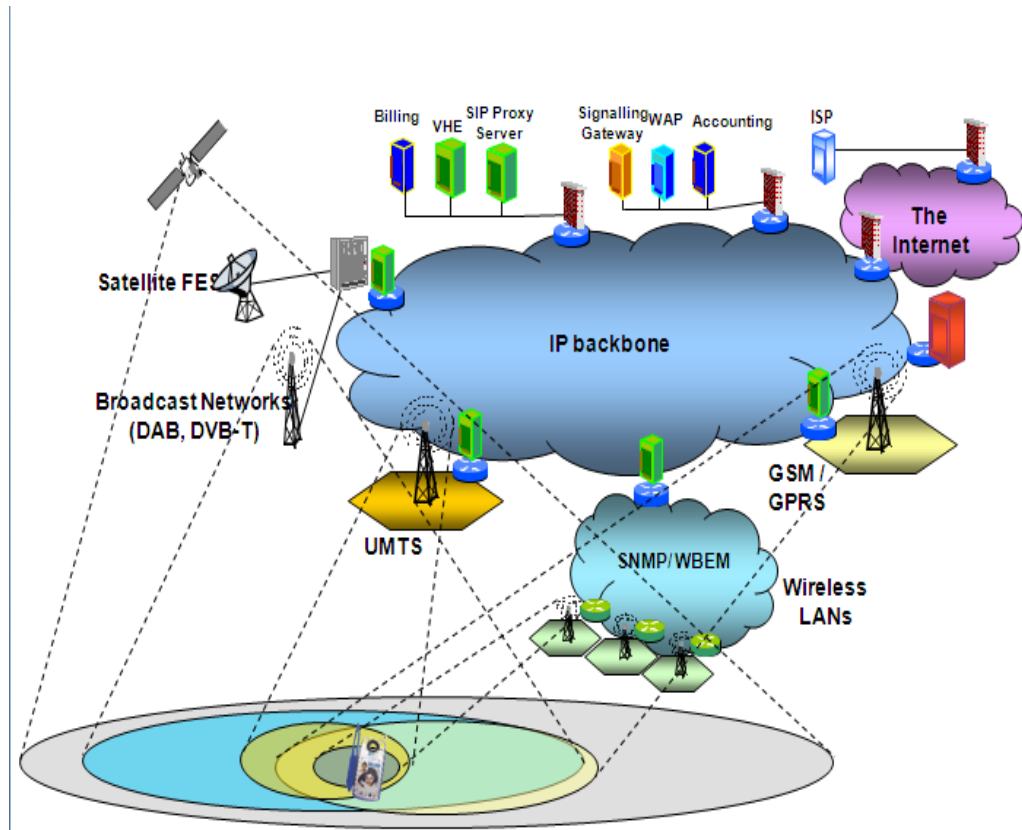 Billing
VHE
SIP Proxy
Server
Signalling
Gateway
WAP
Accounting
ISP
The
Internet
Satellite FES
IP backbone
Broadcast Networks
(DAB, DVB-T)
GSM /
GPRS
UMTS
SNMP/WBEM
Wireless
LANs